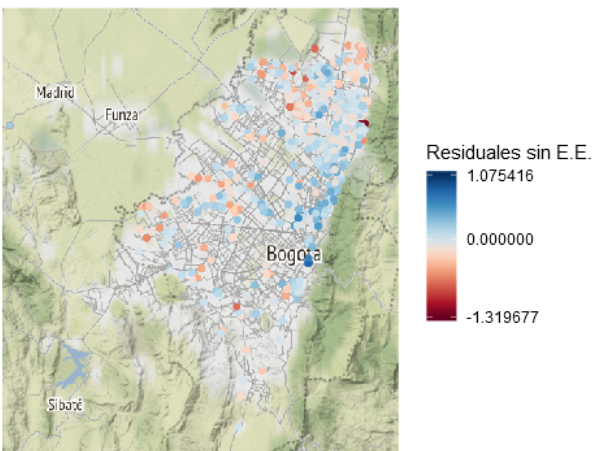 Madrid
Funza
Bogota
Sibaté
Residuales sin E.E.
1.075416
0.000000
-1.319677